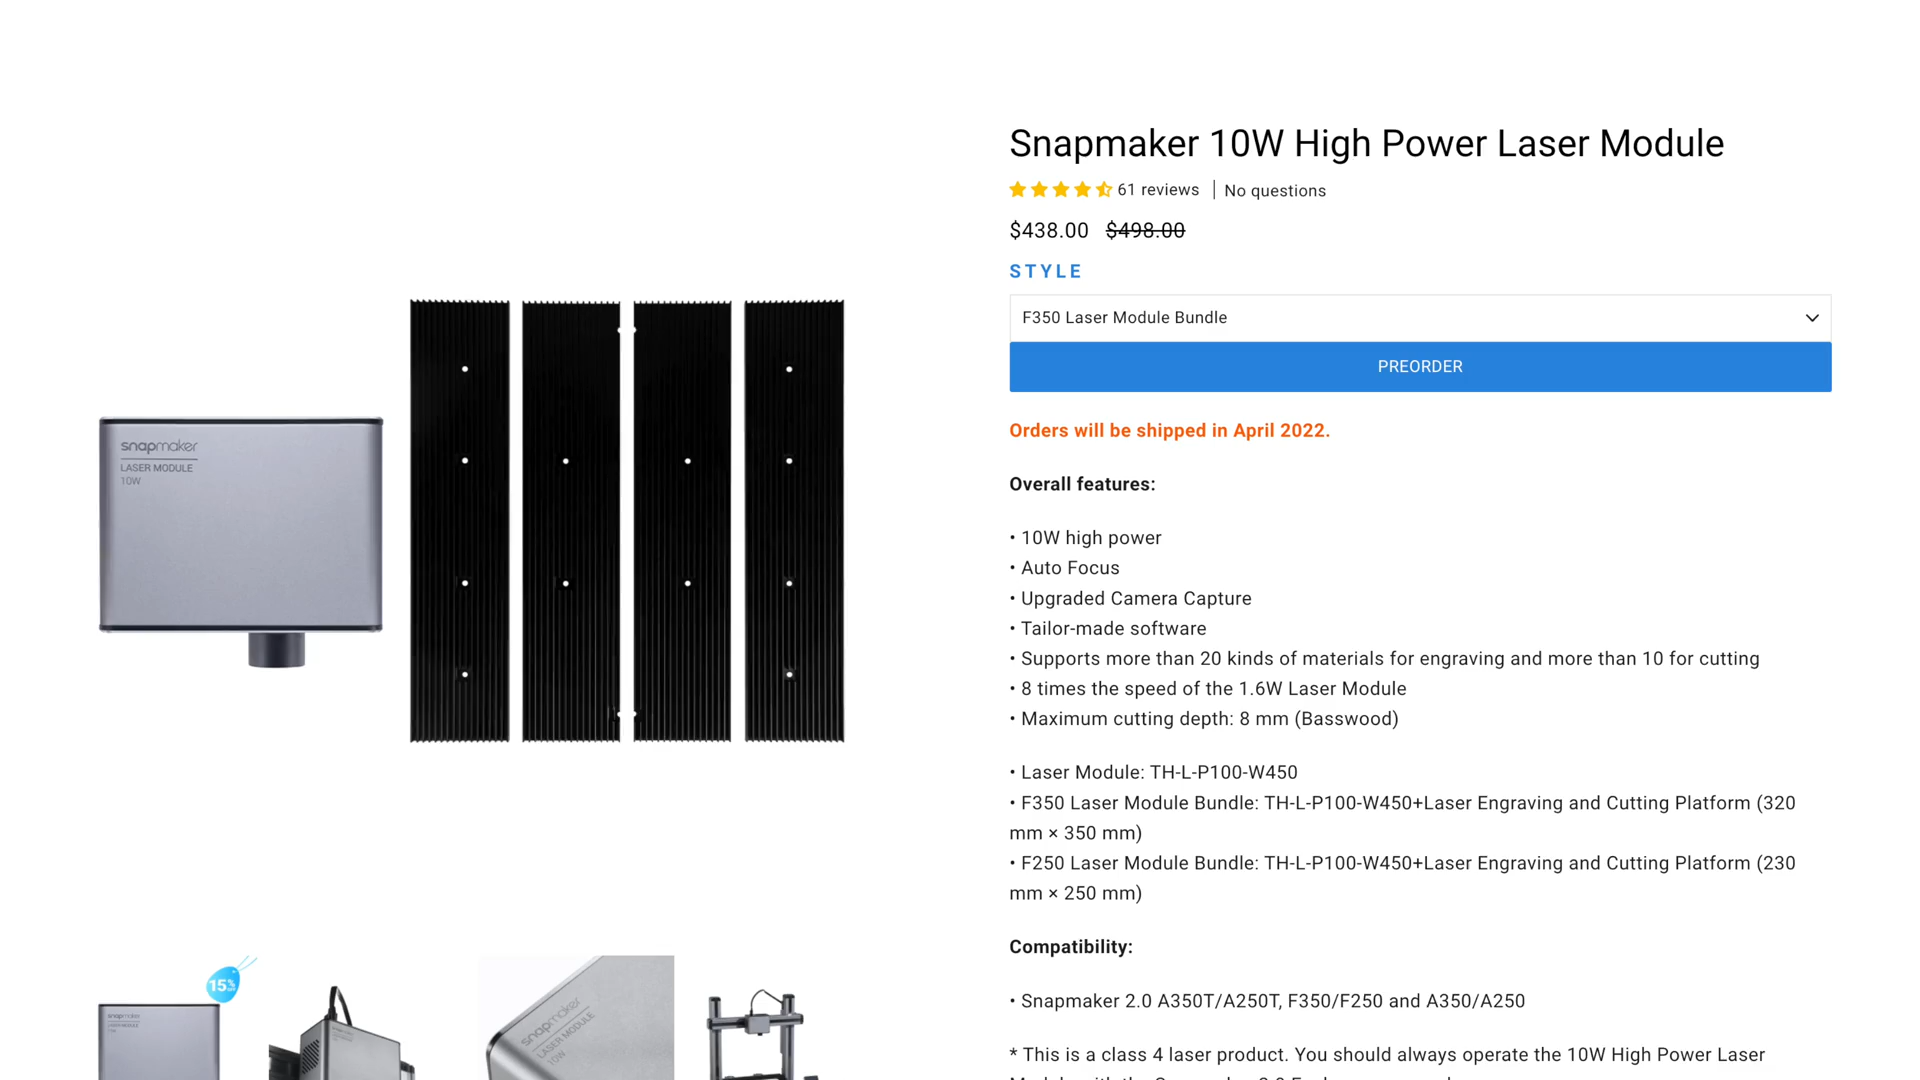 Snapmaker 10W High Power Laser Module
61 reviews
No questions
$438.00 $498.00
STYLE
F350 Laser Module Bundle
PREORDER
Orders will be shipped in April 2022.
Overall features:
• 10W high power
• Auto Focus
• Upgraded Camera Capture
• Tailor-made software
• Supports more than 20 kinds of materials for engraving and more than 10 for cutting
• 8 times the speed of the 1.6W Laser Module
• Maximum cutting depth: 8 mm (Basswood)
• Laser Module: TH-L-P100-W450
• F350 Laser Module Bundle: TH-L-P100-W450+Laser Engraving and Cutting Platform (320
mm × 350 mm)
• F250 Laser Module Bundle: TH-L-P100-W450+Laser Engraving and Cutting Platform (230
mm × 250 mm)
Compatibility:
• Snapmaker 2.0 A350T/A250T, F350/F250 and A350/A250
* This is a class 4 laser product. You should always operate the 10W High Power Laser
snapmaker
LASER MODULE
10W
15%
snapmaker
LASER MODULE
snapmaker
LASER MODULE
10W